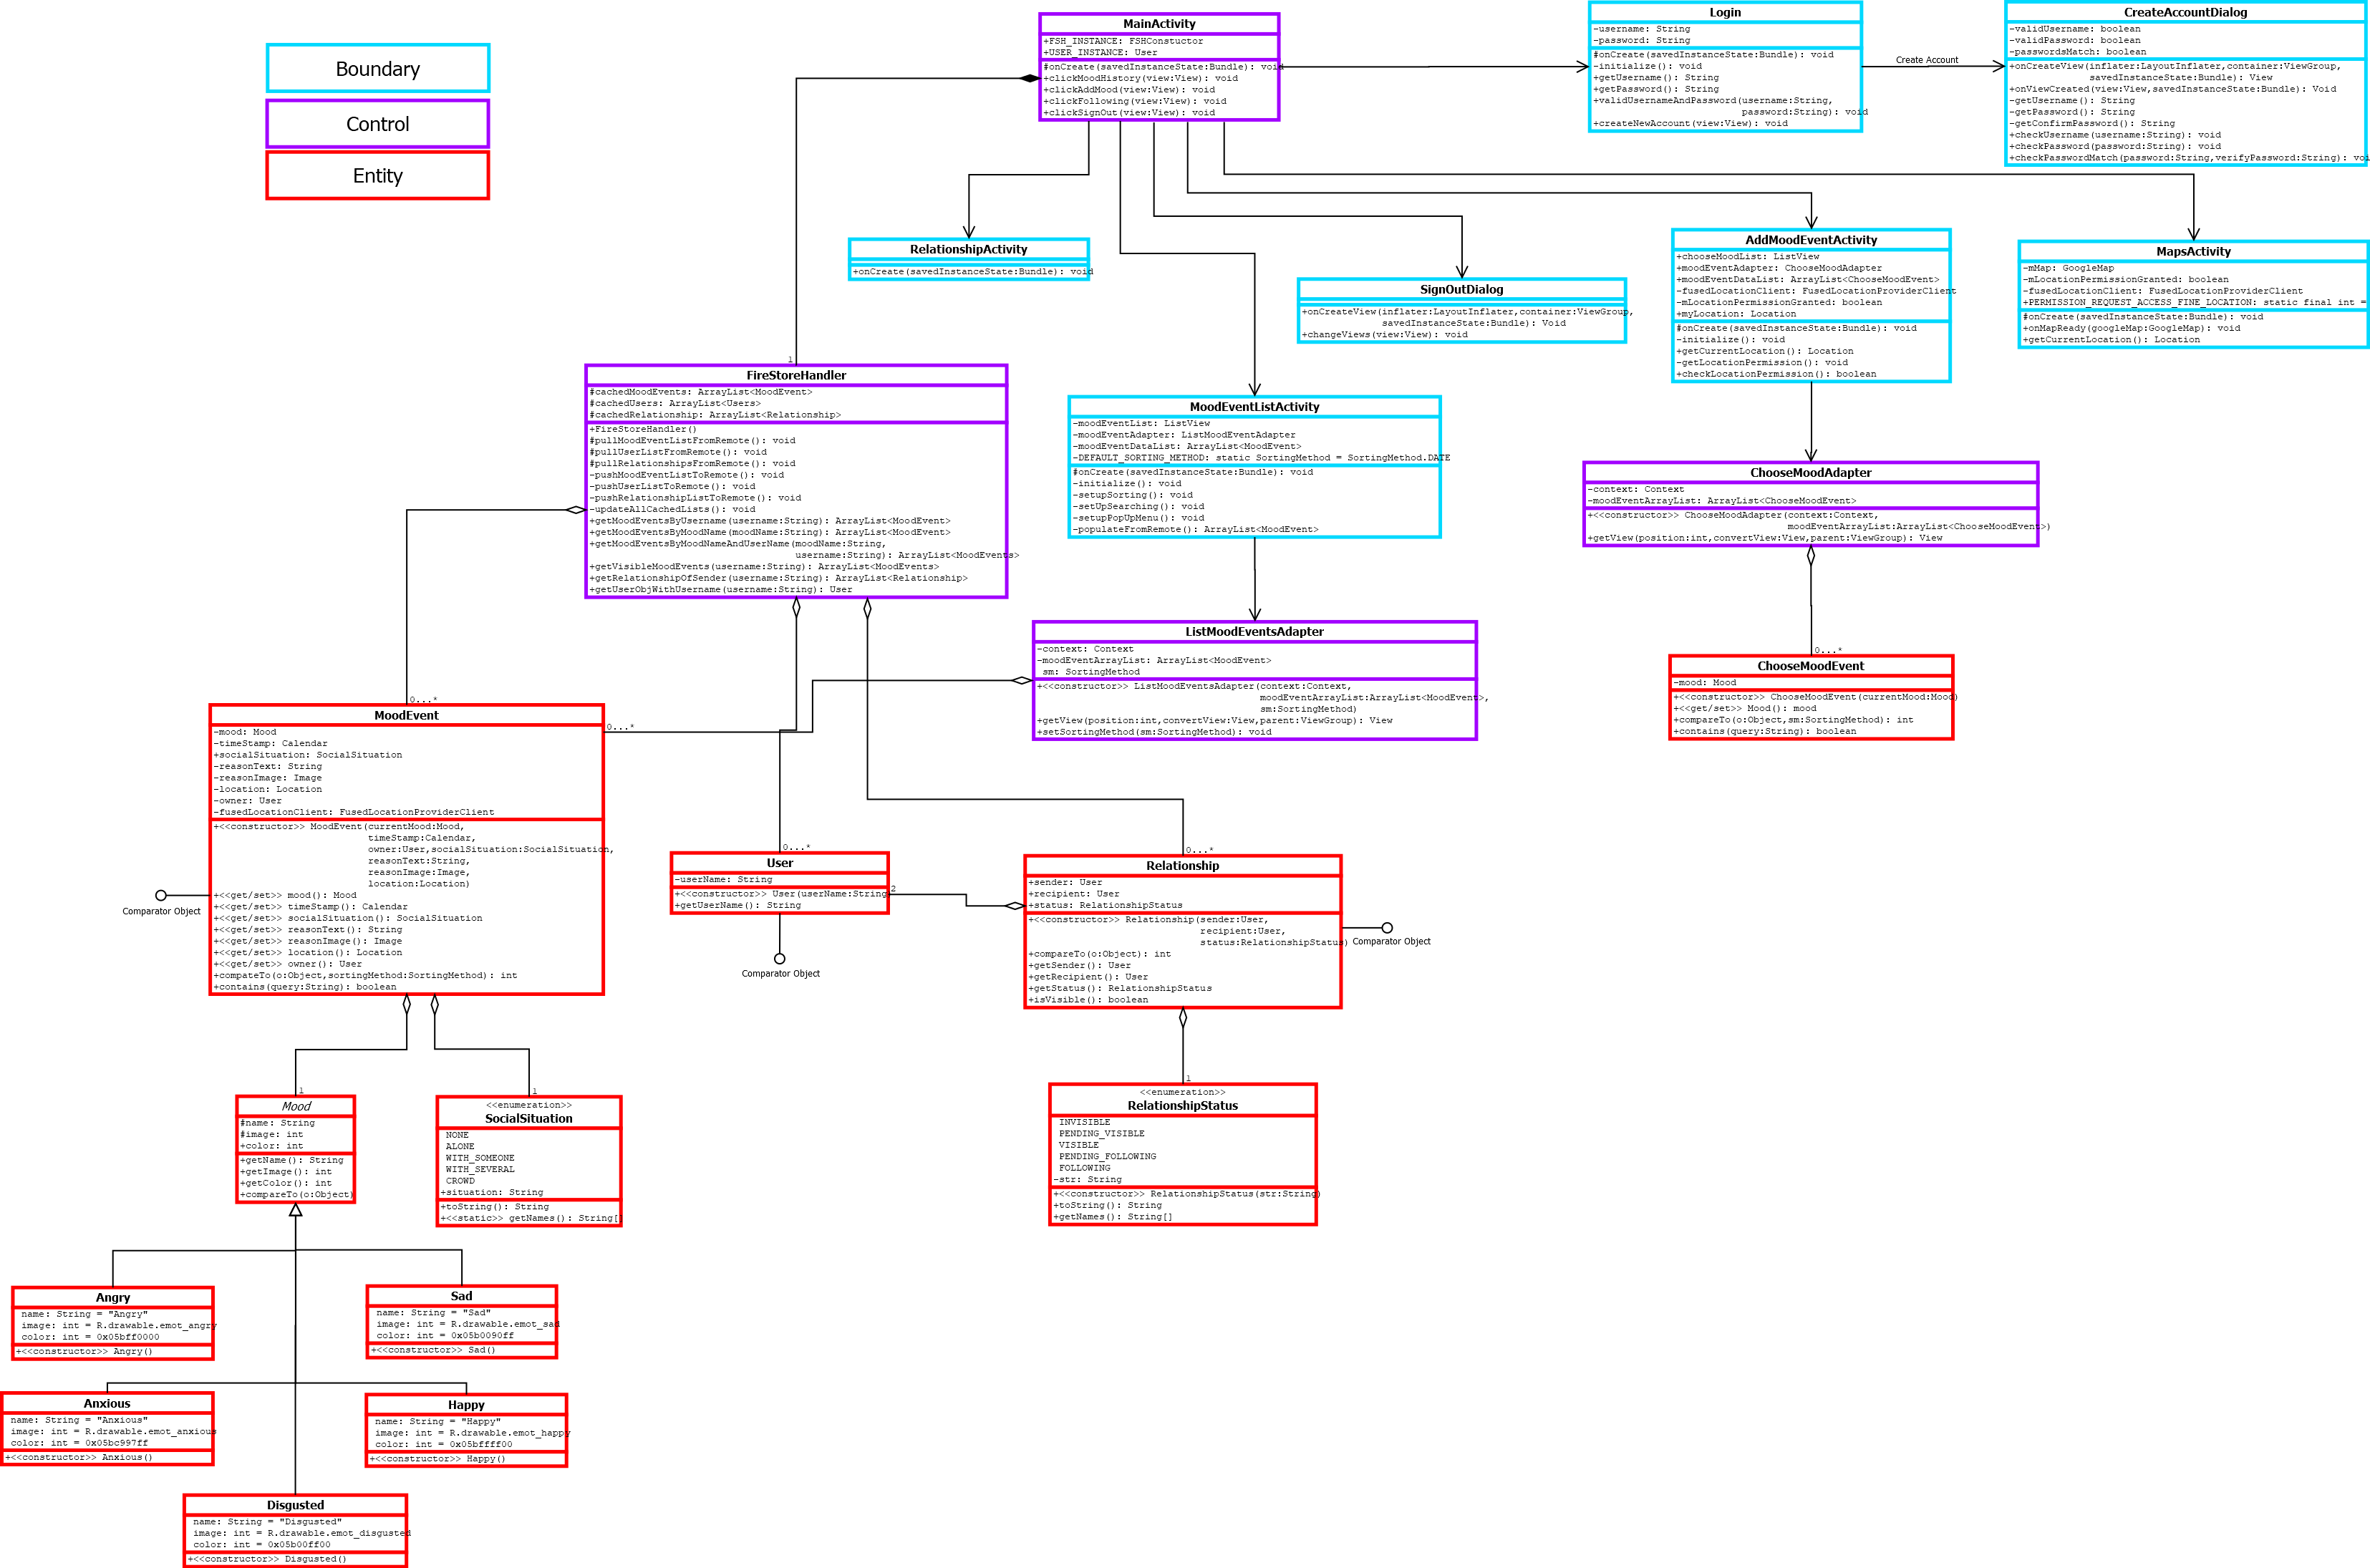 Boundary
Control
Entity
MainActivity
+FSH_INSTANCE: FSHConstuctor
+USER_INSTANCE: User
#onCreate(savedInstanceState:Bundle): void
+clickMoodHistory(view:View): void
+clickAddMood(view:View): void
+clickFollowing(view:View): void
+clickSignOut(view:View): void
Login
-username: String
-password: String
#onCreate(savedInstanceState:Bundle): void
-initialize(): void
+getUsername(): String
+getPassword(): String
+validUsernameAndPassword(username:String,
password:String): void
+createNewAccount(view:View): void
Create Account
CreateAccountDialog
-validUsername: boolean
-validPassword: boolean
-passwordsMatch: boolean
+onCreateView(inflater:LayoutInflater,container:ViewGroup,
savedInstanceState:Bundle): View
+onViewCreated(view:View,savedInstanceState:Bundle): Void
-getUsername(): String
-getPassword(): String
-getConfirmPassword(): String
+checkUsername(username:String): void
+checkPassword(password:String): void
+checkPasswordMatch(password:String,verifyPassword:String): voi
RelationshipActivity
+onCreate(savedInstanceState:Bundle): void
SignOutDialog
+onCreateView(inflater:LayoutInflater,container:ViewGroup,
savedInstanceState:Bundle): Void
+changeViews(view:View): void
AddMoodEventActivity
+chooseMoodList: ListView
+moodEventAdapter: ChooseMoodAdapter
+moodEventDataList: ArrayList<ChooseMoodEvent>
-fusedLocationClient: FusedLocationProviderClient
-mLocationPermissionGranted: boolean
+myLocation: Location
#onCreate(savedInstanceState:Bundle): void
-initialize(): void
+getCurrentLocation(): Location
-getLocationPermission(): void
+checkLocationPermission(): boolean
MapsActivity
-mMap: GoogleMap
-mLocationPermissionGranted: boolean
-fusedLocationClient: FusedLocationProviderClient
+PERMISSION_REQUEST_ACCESS_FINE_LOCATION: static final int =
#onCreate(savedInstanceState:Bundle): void
+onMapReady(googleMap:GoogleMap): void
+getCurrentLocation(): Location
1
FireStoreHandler
#cachedMoodEvents: ArrayList<MoodEvent>
#cachedUsers: ArrayList<Users>
#cachedRelationship: ArrayList<Relationship>
+FireStoreHandler()
#pullMoodEventListFromRemote(): void
#pullUserListFromRemote(): void
#pullRelationshipsFromRemote(): void
-pushMoodEventListToRemote(): void
-pushUserListToRemote(): void
-pushRelationshipListToRemote(): void
-updateAllCachedLists(): void
+getMoodEventsByUsername(username:String): ArrayList<MoodEvent>
+getMoodEventsByMoodName(moodName:String): ArrayList<MoodEvent>
+getMoodEventsByMoodNameAndUserName(moodName:String,
username:String): ArrayList<MoodEvents>
+getVisibleMoodEvents(username:String): ArrayList<MoodEvents>
+getRelationshipOfSender(username:String): ArrayList<Relationship>
+getUserObjWithUsername(username:String): User
MoodEventListActivity
-moodEventList: ListView
-moodEventAdapter: ListMoodEventAdapter
-moodEventDataList: ArrayList<MoodEvent>
-DEFAULT_SORTING_METHOD: static SortingMethod = SortingMethod.DATE
#onCreate(savedInstanceState:Bundle): void
-initialize(): void
-setupSorting(): void
-setUpSearching(): void
-setupPopUpMenu(): void
-populateFromRemote(): ArrayList<MoodEvent>
ChooseMoodAdapter
-context: Context
-moodEventArrayList: ArrayList<ChooseMoodEvent>
+<<constructor>> ChooseMoodAdapter(context:Context,
moodEventArrayList:ArrayList<ChooseMoodEvent>)
+getView(position:int,convertView:View,parent:ViewGroup): View
ListMoodEventsAdapter
-context: Context
-moodEventArrayList: ArrayList<MoodEvent>
sm: SortingMethod
+<<constructor>> ListMoodEventsAdapter(context:Context,
moodEventArrayList:ArrayList<MoodEvent>,
sm:SortingMethod)
+getView(position:int,convertView:View,parent:ViewGroup): View
+setSortingMethod(sm:SortingMethod): void
0...*
ChooseMoodEvent
-mood: Mood
+<<constructor>> ChooseMoodEvent(currentMood:Mood)
+<<get/set>> Mood(): mood
+compareTo(o:Object,sm:SortingMethod): int
+contains(query:String): boolean
0...*
0...*
MoodEvent
-mood: Mood
-timeStamp: Calendar
+socialSituation: SocialSituation
-reasonText: String
-reasonImage: Image
-location: Location
-owner: User
-fusedLocationClient: FusedLocationProviderClient
+<<constructor>> MoodEvent(currentMood:Mood,
timeStamp:Calendar,
owner:User,socialSituation:SocialSituation,
reasonText:String,
reasonImage:Image,
location:Location)
+<<get/set>> mood(): Mood
+<<get/set>> timeStamp(): Calendar
+<<get/set>> socialSituation(): SocialSituation
+<<get/set>> reasonText(): String
+<<get/set>> reasonImage(): Image
+<<get/set>> location(): Location
+<<get/set>> owner(): User
+compateTo(o:Object,sortingMethod:SortingMethod): int
+contains(query:String): boolean
Comparator Object
0...*
User
-userName: String
+<<constructor>> User(userName:String
+getUserName(): String
2
Comparator Object
0...*
Relationship
+sender: User
+recipient: User
+status: RelationshipStatus
+<<constructor>> Relationship(sender:User,
recipient:User,
status:RelationshipStatus)
+compareTo(o:Object): int
+getSender(): User
+getRecipient(): User
+getStatus(): RelationshipStatus
+isVisible(): boolean
Comparator Object
1
Mood
#name: String
#image: int
+color: int
+getName(): String
+getImage(): int
+getColor(): int
+compareTo(o:Object)
1
<<enumeration>>
SocialSituation
NONE
ALONE
WITH_SOMEONE
WITH_SEVERAL
CROWD
+situation: String
+toString(): String
+<<static>> getNames(): String[
1
<<enumeration>>
RelationshipStatus
INVISIBLE
PENDING_VISIBLE
VISIBLE
PENDING_FOLLOWING
FOLLOWING
-str: String
+<<constructor>> RelationshipStatus(str:String)
+toString(): String
+getNames(): String[]
Angry
name: String = "Angry"
image: int = R.drawable.emot_angry
color: int = 0x05bff0000
+<<constructor>> Angry()
Sad
name: String = "Sad"
image: int = R.drawable.emot_sad
color: int = 0x05b0090ff
+<<constructor>> Sad()
Anxious
name: String = "Anxious"
image: int = R.drawable.emot_anxious
color: int = 0x05bc997ff
+<<constructor>> Anxious()
Happy
name: String = "Happy"
image: int = R.drawable.emot_happy
color: int = 0x05bffff00
+<<constructor>> Happy()
Disgusted
name: String = "Disgusted"
image: int = R.drawable.emot_disgusted
color: int = 0x05b00ff00
+<<constructor>> Disgusted()